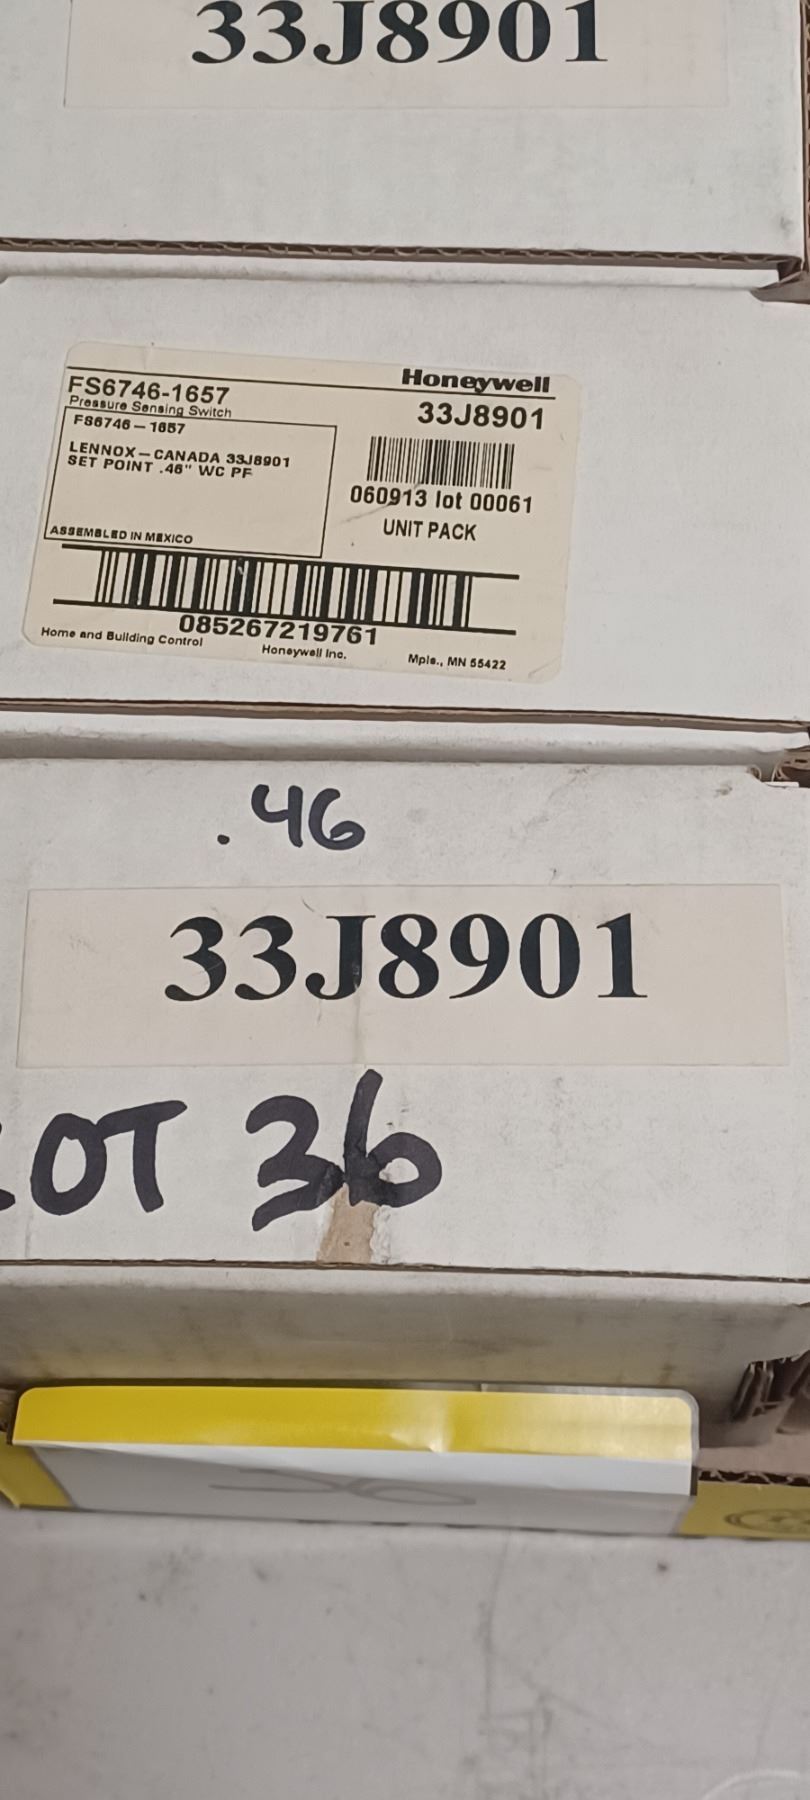 33J8901
Honeywell
FS6746-1657
Pressure Sensing Switch
33J8901
FS6746-1657
LENNOX-CANADA 33J8901
SET POINT .46" WC PF
060913 lot 00061
UNIT PACK
ASSEMBLED IN MEXICO
085267219761
Home and Building Control
Honeywell Inc.
Mpls., MN 55422
.46
33J8901
LOT 36